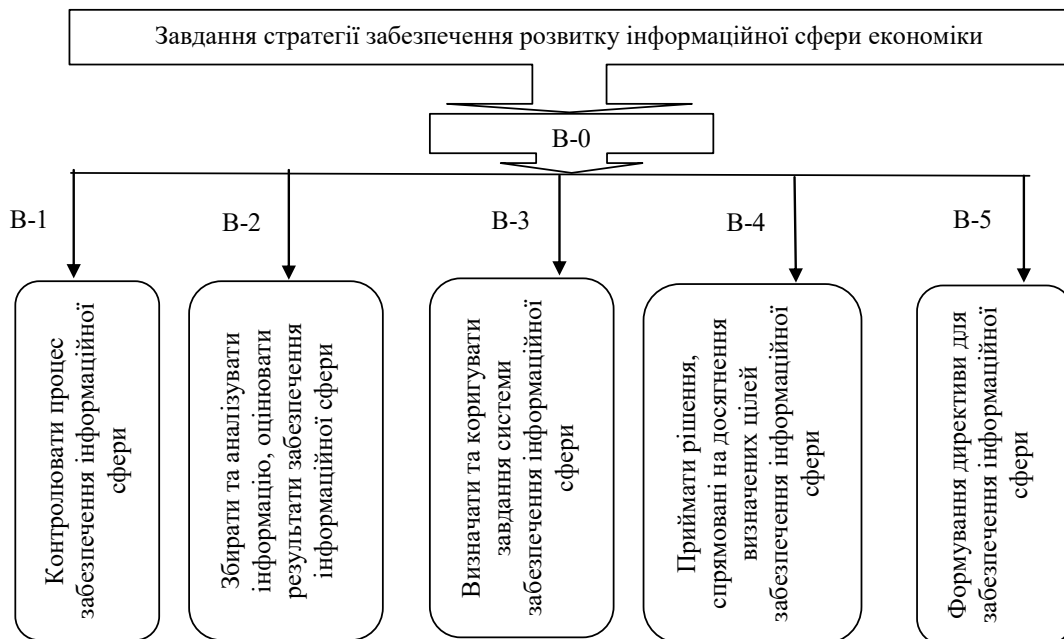 Завдання стратегії забезпечення розвитку інформаційної сфери економіки
В-0
В-1
В-2
В-3
В-4
В-5
Контролювати процес
забезпечення інформаційної
сфери
Збирати та аналізувати
інформацію, оцінювати
результати забезпечення
інформаційної сфери
Визначати та коригувати
завдання системи
забезпечення інформаційної
сфери
Приймати рішення,
спрямовані на досягнення
визначених цілей
забезпечення інформаційної
сфери
Формування директиви для
забезпечення інформаційної
сфери